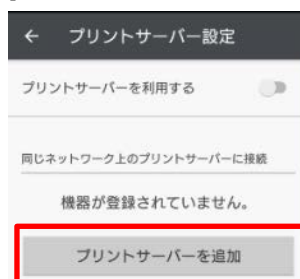 ← プリントサーバー設定
プリントサーバーを利用する
同じネットワーク上のプリントサーバーに接続
機器が登録されていません。
プリントサーバーを追加